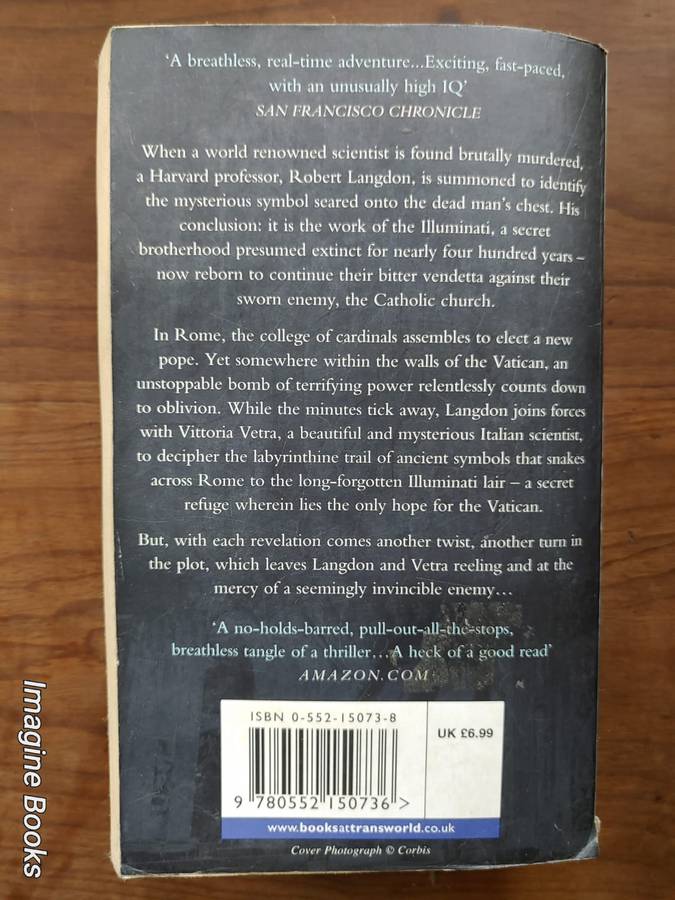 ‘A breathless, real-time adventure...Exciting, fast-paced,
with an unusually high IQ’
SAN FRANCISCO CHRONICLE
When a world renowned scientist is found brutally murdered,
a Harvard professor, Robert Langdon, is summoned to identify
the mysterious symbol seared onto the dead man's chest. His
conclusion: it is the work of the Illuminati, a secret
brotherhood presumed extinct for nearly four hundred years –
now reborn to continue their bitter vendetta against their
sworn enemy, the Catholic church.
In Rome, the college of cardinals assembles to elect a new
pope. Yet somewhere within the walls of the Vatican, an
unstoppable bomb of terrifying power relentlessly counts down
to oblivion. While the minutes tick away, Langdon joins forces
with Vittoria Vetra, a beautiful and mysterious Italian scientist,
to decipher the labyrinthine trail of ancient symbols that snakes
across Rome to the long-forgotten Illuminati lair – a secret
refuge wherein lies the only hope for the Vatican.
But, with each revelation comes another twist, another turn in
the plot, which leaves Langdon and Vetra reeling and at the
mercy of a seemingly invincible enemy...
‘A no-holds-barred, pull-out-all-the-stops,
breathless tangle of a thriller...A heck of a good read’
AMAZON.COM
ISBN 0-552-15073-8
UK £6.99
9 780552 150736 >
www.booksattransworld.co.uk
Cover Photograph © Corbis
Imagine Books